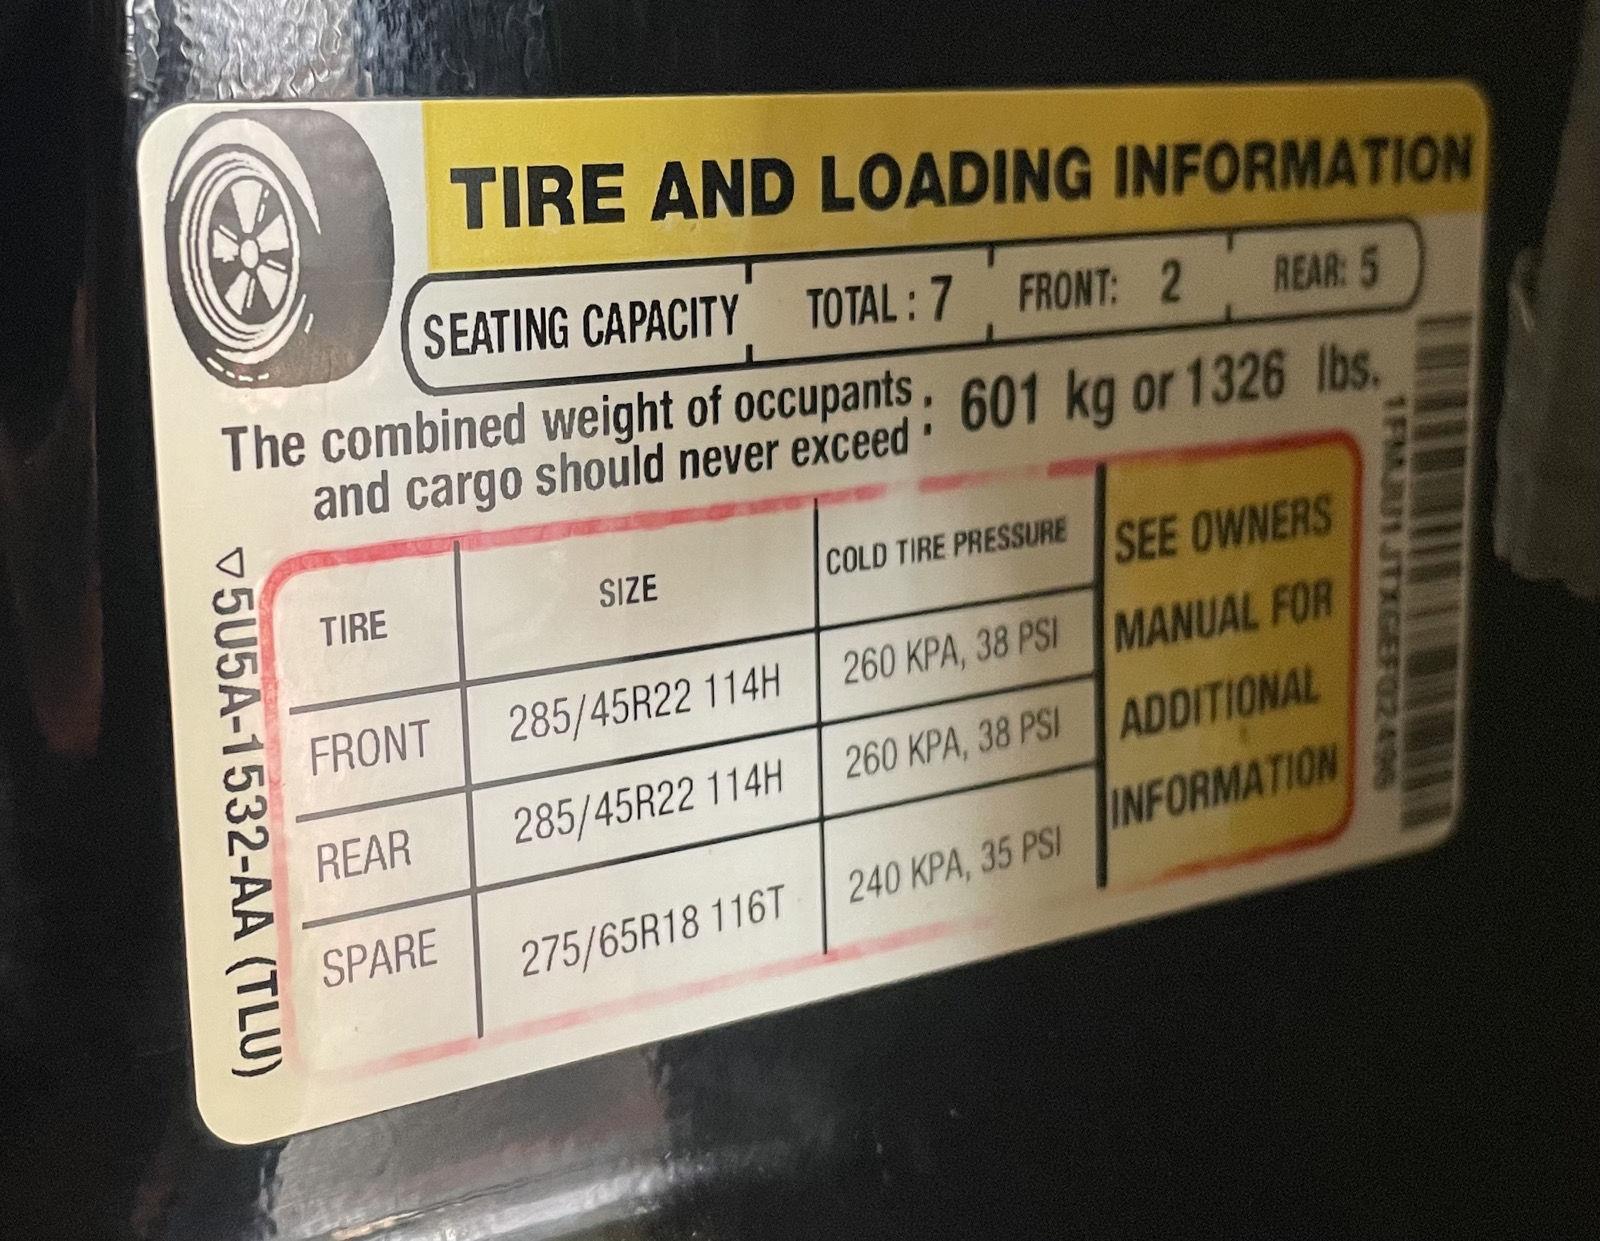 TIRE AND LOADING INFORMATION
SEATING CAPACITY TOTAL : 7 FRONT: 2 REAR: 5
The combined weight of occupants
and cargo should never exceed : 601 kg or 1326 lbs.
TIRE SIZE COLD TIRE PRESSURE
FRONT 285/45R22 114H 260 KPA, 38 PSI
REAR 285/45R22 114H 260 KPA, 38 PSI
SPARE 275/65R18 116T 240 KPA, 35 PSI
SEE OWNERS
MANUAL FOR
ADDITIONAL
INFORMATION
5U5A-1532-AA (TLU)